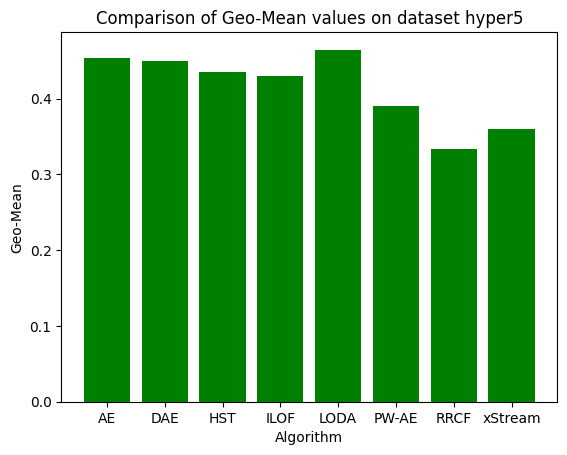 Comparison of Geo-Mean values on dataset hyper5
Geo-Mean
0.4
0.3
0.2
0.1
0.0
AE DAE HST ILOF LODA PW-AE RRCF xStream
Algorithm